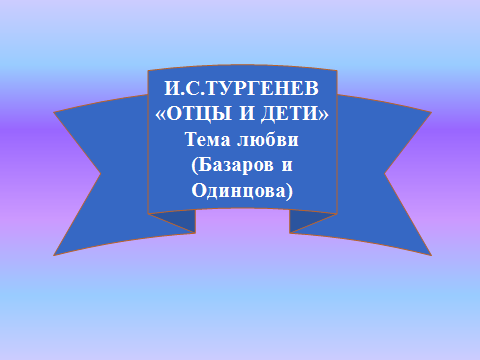 И.С.ТУРГЕНЕВ
«ОТЦЫ И ДЕТИ»
Тема любви
(Базаров и
Одинцова)